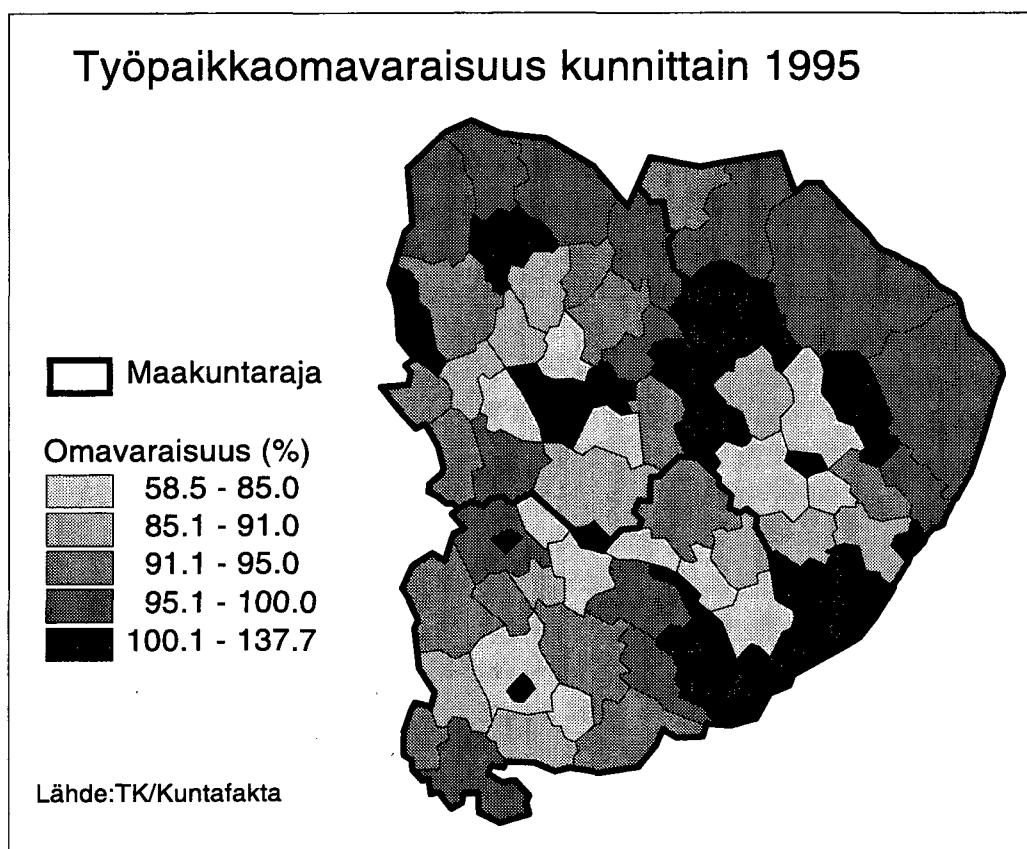 Työpaikkaomavaraisuus kunnittain 1995
Maakuntaraja
Omavaraisuus (%)
58.5 - 85.0
85.1 - 91.0
91.1 - 95.0
95.1 - 100.0
100.1 - 137.7
Lähde:TK/Kuntafakta